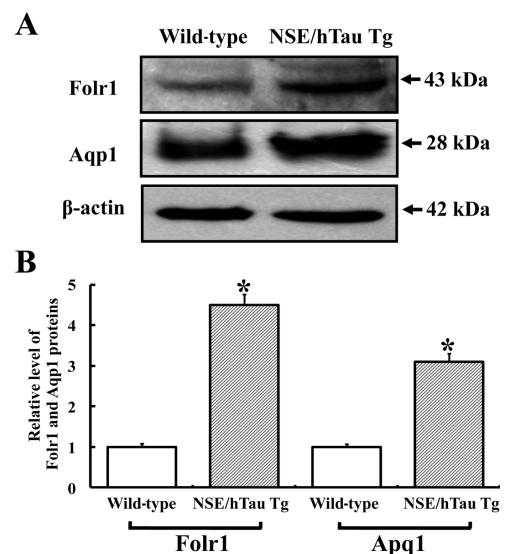 A
Wild-type NSE/hTau Tg
Folr1 43 kDa
Aqp1 28 kDa
β-actin 42 kDa
B
Relative level of
Folr1 and Aqp1 proteins
5
4
3
2
1
0
*
*
Wild-type NSE/hTau Tg Wild-type NSE/hTau Tg
Folr1 Apq1